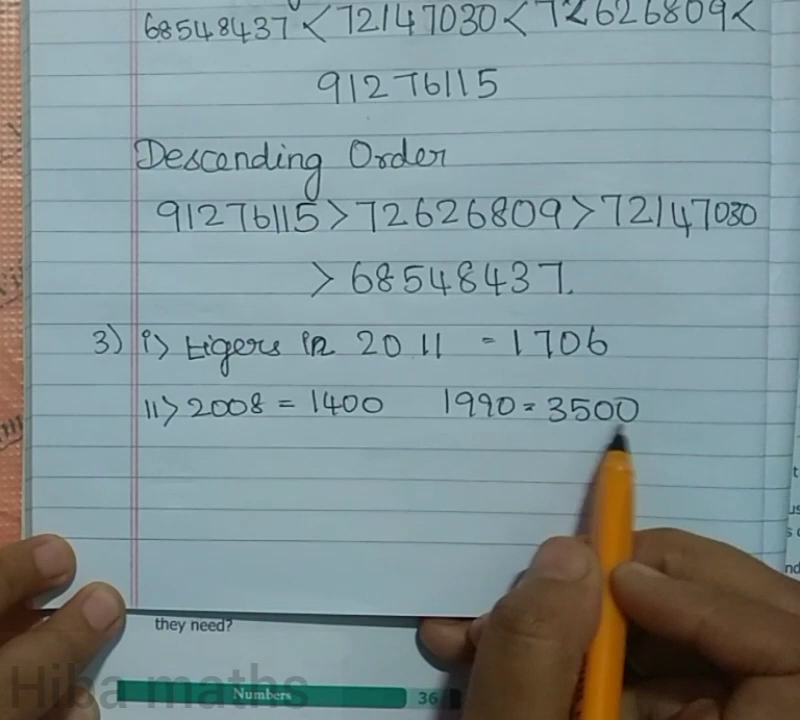 68548437 < 72147030 < 72626809 <
91276115
Descending Order
91276115 > 72626809 > 72147030
> 68548437.
3) i> tigers in 2011 - 1706
ii> 2008 = 1400 1990 = 3500
they need?
Hiba maths
Numbers 36